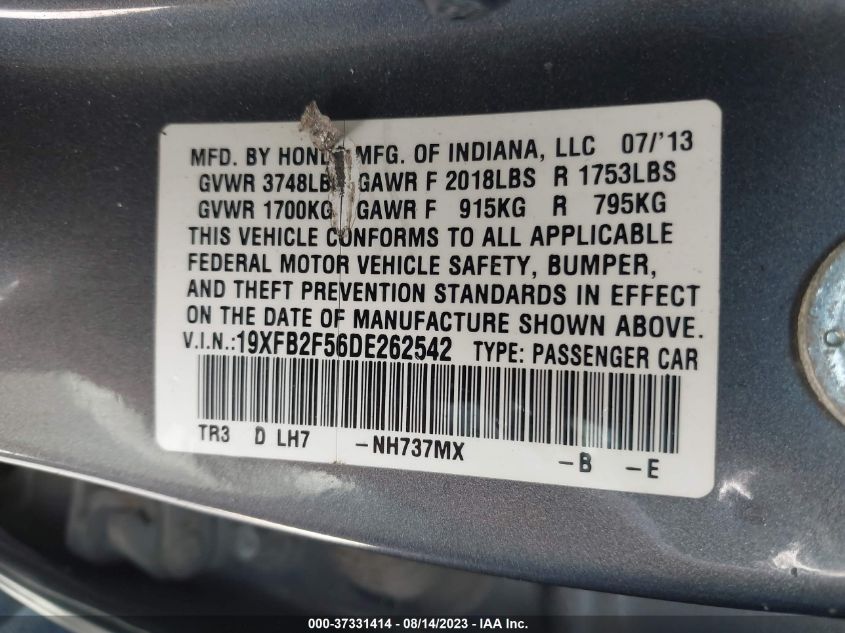 MFD. BY HOND MFG. OF INDIANA, LLC 07/'13
GVWR 3748LB GAWR F 2018LBS R 1753LBS
GVWR 1700KG GAWR F 915KG R 795KG
THIS VEHICLE CONFORMS TO ALL APPLICABLE
FEDERAL MOTOR VEHICLE SAFETY, BUMPER,
AND THEFT PREVENTION STANDARDS IN EFFECT
ON THE DATE OF MANUFACTURE SHOWN ABOVE.
V.I.N.:19XFB2F56DE262542 TYPE: PASSENGER CAR
TR3 D LH7 -NH737MX -B -E
000-37331414 - 08/14/2023 - IAA Inc.